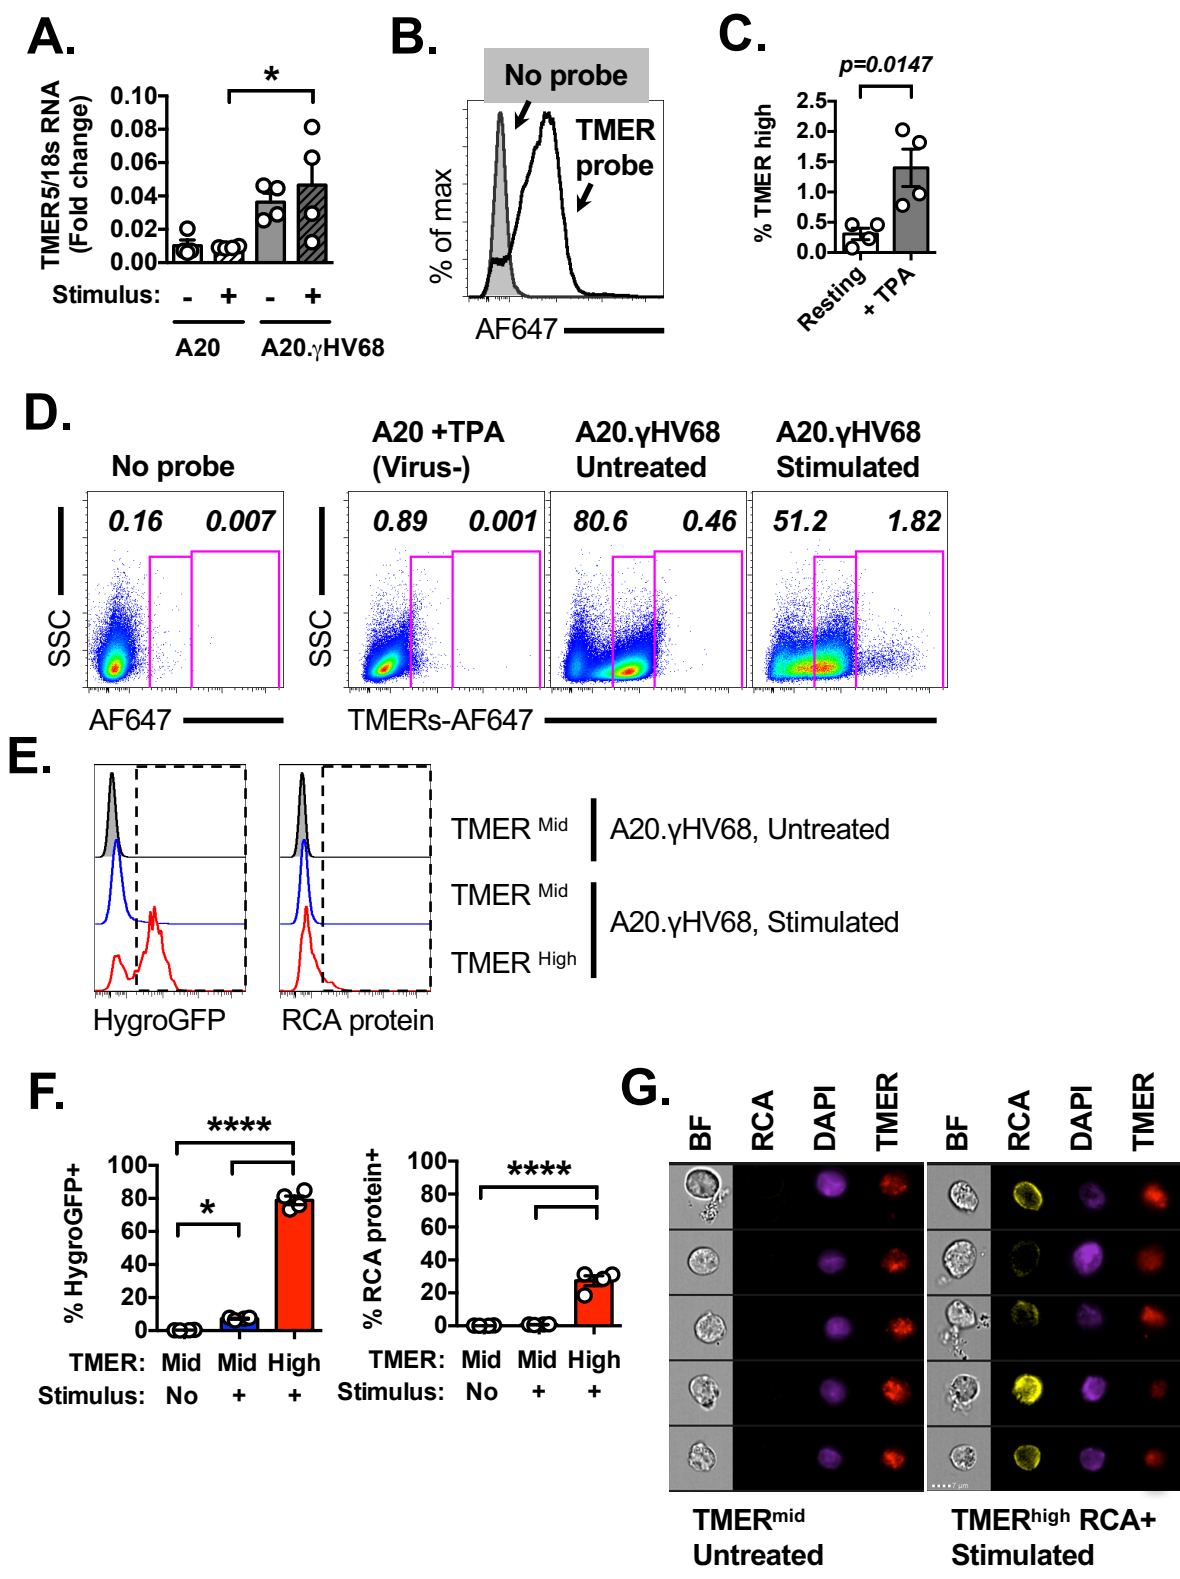 A.
TMER5/18s RNA
(Fold change)
0.10
0.08
0.06
0.04
0.02
0.00
*
Stimulus: - + - +
A20 A20.γHV68
B.
No probe
TMER
probe
% of max
AF647
C.
p=0.0147
% TMER high
2.5
2.0
1.5
1.0
0.5
0.0
Resting
+ TPA
D.
No probe
A20 +TPA
(Virus-)
A20.γHV68
Untreated
A20.γHV68
Stimulated
0.16 0.007
0.89 0.001
80.6 0.46
51.2 1.82
SSC
SSC
AF647
TMERs-AF647
E.
TMER Mid
A20.γHV68, Untreated
TMER Mid
TMER High
A20.γHV68, Stimulated
HygroGFP
RCA protein
F.
% HygroGFP+
100
80
60
40
20
0
****
*
TMER: Mid Mid High
Stimulus: No + +
% RCA protein+
100
80
60
40
20
0
****
TMER: Mid Mid High
Stimulus: No + +
G.
BF
RCA
DAPI
TMER
BF
RCA
DAPI
TMER
7 µm
TMERmid
Untreated
TMERhigh RCA+
Stimulated